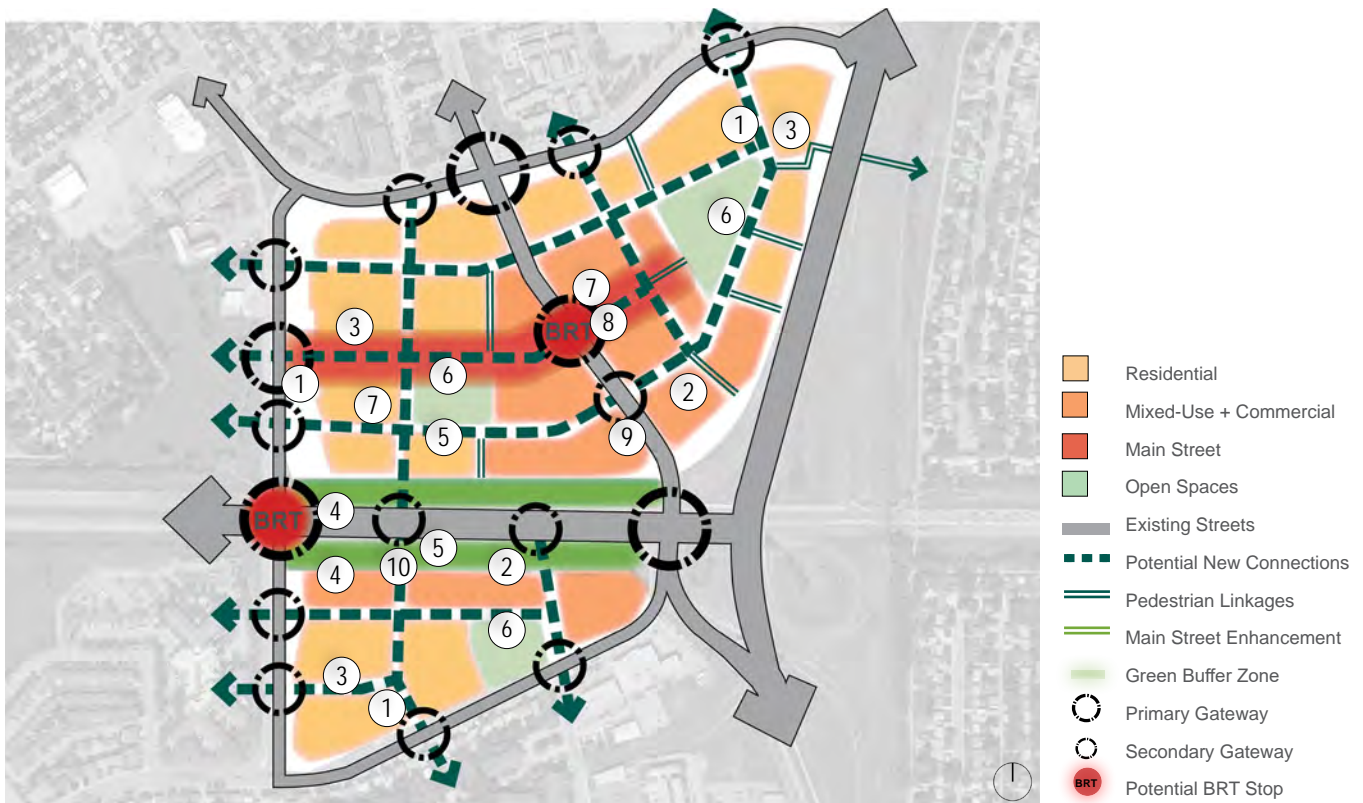 1
3
6
7
BRT
8
3
1
6
7
2
5
9
BRT
4
5
4
10
2
6
3
1
Residential
Mixed-Use + Commercial
Main Street
Open Spaces
Existing Streets
Potential New Connections
Pedestrian Linkages
Main Street Enhancement
Green Buffer Zone
Primary Gateway
Secondary Gateway
BRT
Potential BRT Stop